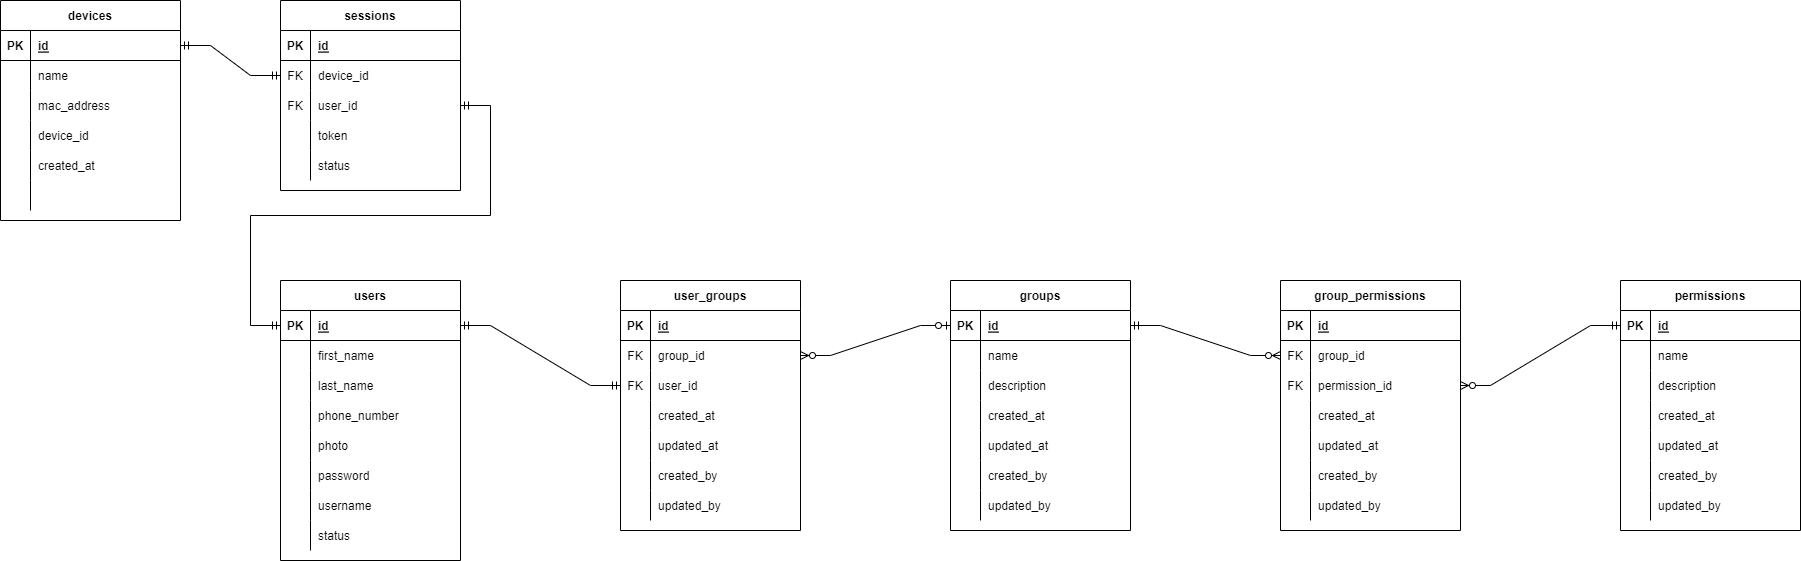 devices
PK id
name
mac_address
device_id
created_at
sessions
PK id
FK device_id
FK user_id
token
status
users
PK id
first_name
last_name
phone_number
photo
password
username
status
user_groups
PK id
FK group_id
FK user_id
created_at
updated_at
created_by
updated_by
groups
PK id
name
description
created_at
updated_at
created_by
updated_by
group_permissions
PK id
FK group_id
FK permission_id
created_at
updated_at
created_by
updated_by
permissions
PK id
name
description
created_at
updated_at
created_by
updated_by